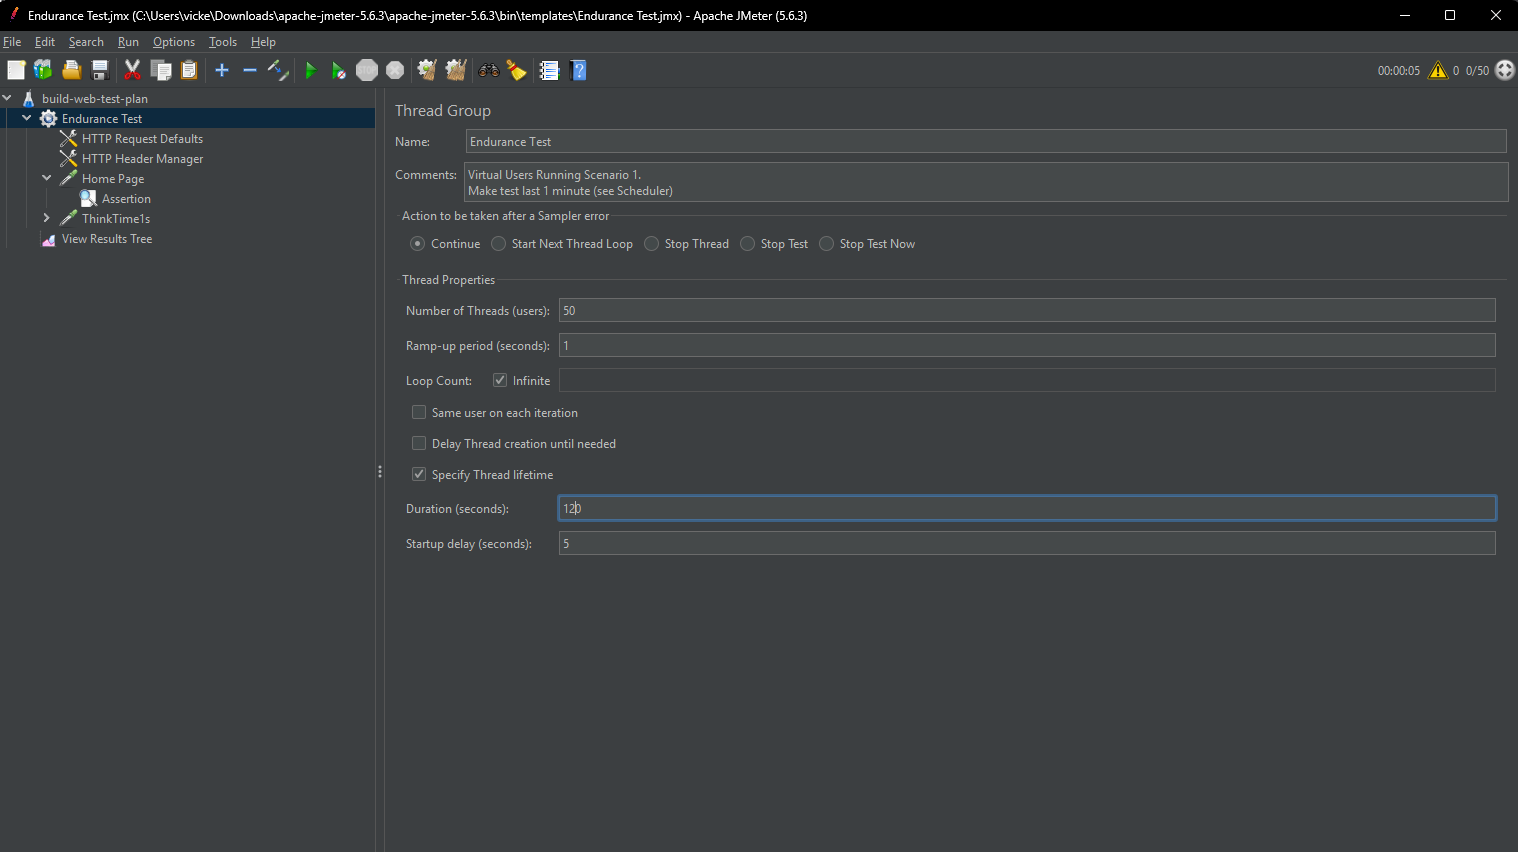 Endurance Test.jmx (C:\Users\vicke\Downloads\apache-jmeter-5.6.3\apache-jmeter-5.6.3\bin\templates\Endurance Test.jmx) - Apache JMeter (5.6.3)
File Edit Search Run Options Tools Help
STOP
00:00:05 0 0/50
build-web-test-plan
Endurance Test
HTTP Request Defaults
HTTP Header Manager
Home Page
Assertion
ThinkTime1s
View Results Tree
Thread Group
Name: Endurance Test
Comments: Virtual Users Running Scenario 1.
Make test last 1 minute (see Scheduler)
Action to be taken after a Sampler error
Continue Start Next Thread Loop Stop Thread Stop Test Stop Test Now
Thread Properties
Number of Threads (users): 50
Ramp-up period (seconds): 1
Loop Count: Infinite
Same user on each iteration
Delay Thread creation until needed
Specify Thread lifetime
Duration (seconds): 120
Startup delay (seconds): 5